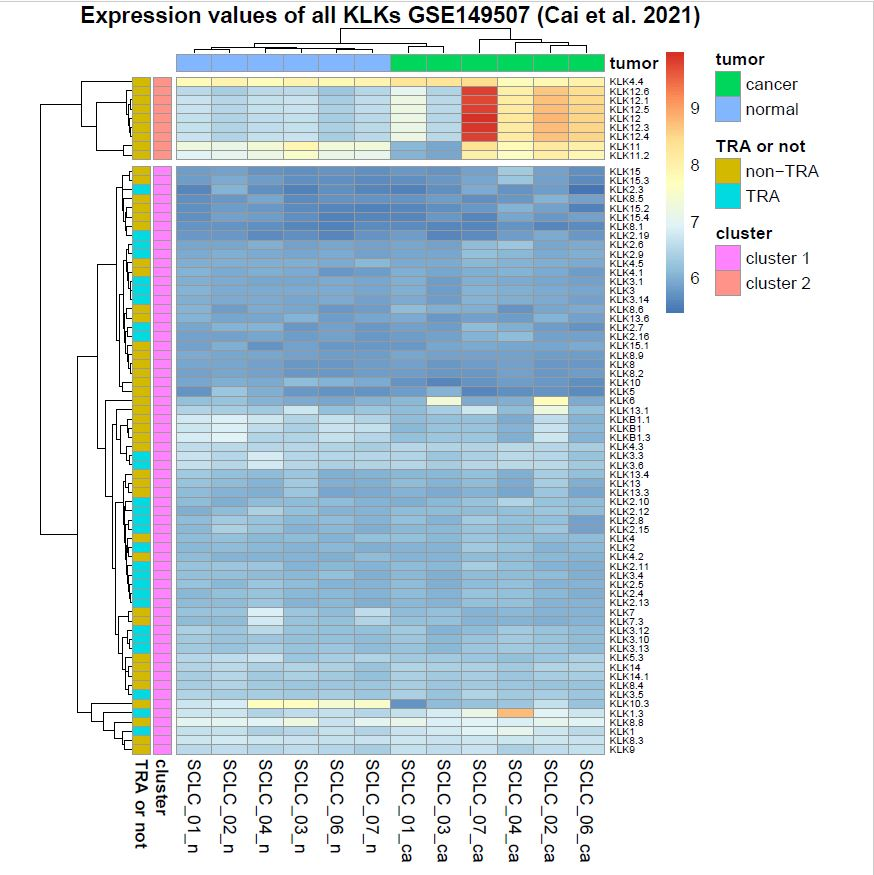 Expression values of all KLKs GSE149507 (Cai et al. 2021)
tumor
KLK4.4
KLK12.6
KLK12.1
KLK12.5
KLK12
KLK12.3
KLK12.4
KLK11
KLK11.2
KLK15
KLK15.3
KLK2.3
KLK8.5
KLK15.2
KLK15.4
KLK8.1
KLK2.19
KLK2.6
KLK2.9
KLK4.5
KLK4.1
KLK3.1
KLK3
KLK3.14
KLK8.6
KLK13.6
KLK2.7
KLK2.16
KLK15.1
KLK8.9
KLK8
KLK8.2
KLK10
KLK5
KLK6
KLK13.1
KLKB1.1
KLKB1
KLKB1.3
KLK4.3
KLK3.3
KLK3.6
KLK13.4
KLK13
KLK13.3
KLK2.10
KLK2.12
KLK2.8
KLK2.15
KLK4
KLK2
KLK4.2
KLK2.11
KLK3.4
KLK2.5
KLK2.4
KLK2.13
KLK7
KLK7.3
KLK3.12
KLK3.10
KLK3.13
KLK5.3
KLK14
KLK14.1
KLK8.4
KLK3.5
KLK10.3
KLK1.3
KLK8.8
KLK1
KLK8.3
KLK9
9
8
7
6
tumor
cancer
normal
TRA or not
non−TRA
TRA
cluster
cluster 1
cluster 2
TRA or not
cluster
SCLC_01_n
SCLC_02_n
SCLC_04_n
SCLC_03_n
SCLC_06_n
SCLC_07_n
SCLC_01_ca
SCLC_03_ca
SCLC_07_ca
SCLC_04_ca
SCLC_02_ca
SCLC_06_ca